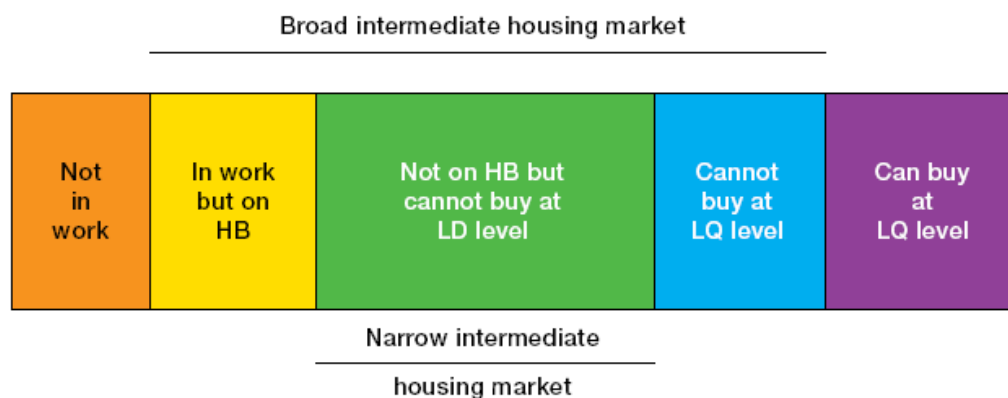 Broad intermediate housing market
Not
in
work
In work
but on
HB
Not on HB but
cannot buy at
LD level
Cannot
buy at
LQ level
Can buy
at
LQ level
Narrow intermediate
housing market